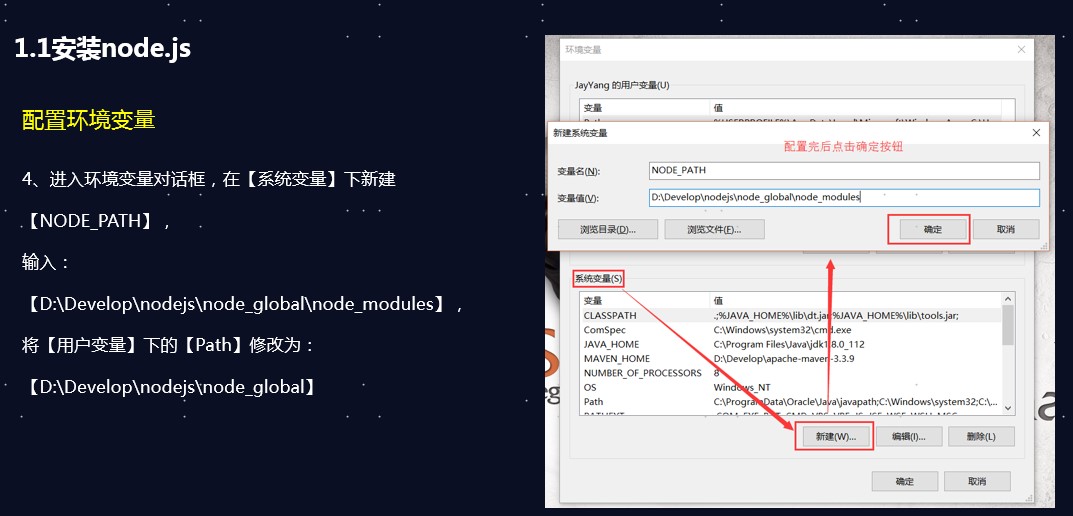 1.1安装node.js
配置环境变量
4、进入环境变量对话框，在【系统变量】下新建
【NODE_PATH】，
输入：
【D:\Develop\nodejs\node_global\node_modules】，
将【用户变量】下的【Path】修改为：
【D:\Develop\nodejs\node_global】
环境变量
JayYang 的用户变量(U)
变量 值
新建系统变量
配置完后点击确定按钮
变量名(N): NODE_PATH
变量值(V): D:\Develop\nodejs\node_global\node_modules
浏览目录(D)... 浏览文件(F)... 确定 取消
系统变量(S)
变量 值
CLASSPATH .;%JAVA_HOME%\lib\dt.jar;%JAVA_HOME%\lib\tools.jar;
ComSpec C:\Windows\system32\cmd.exe
JAVA_HOME C:\Program Files\Java\jdk1.8.0_112
MAVEN_HOME D:\Develop\apache-maven-3.3.9
NUMBER_OF_PROCESSORS 8
OS Windows_NT
Path C:\ProgramData\Oracle\Java\javapath;C:\Windows\system32;C:\...
新建(W)... 编辑(I)... 删除(L)
确定 取消